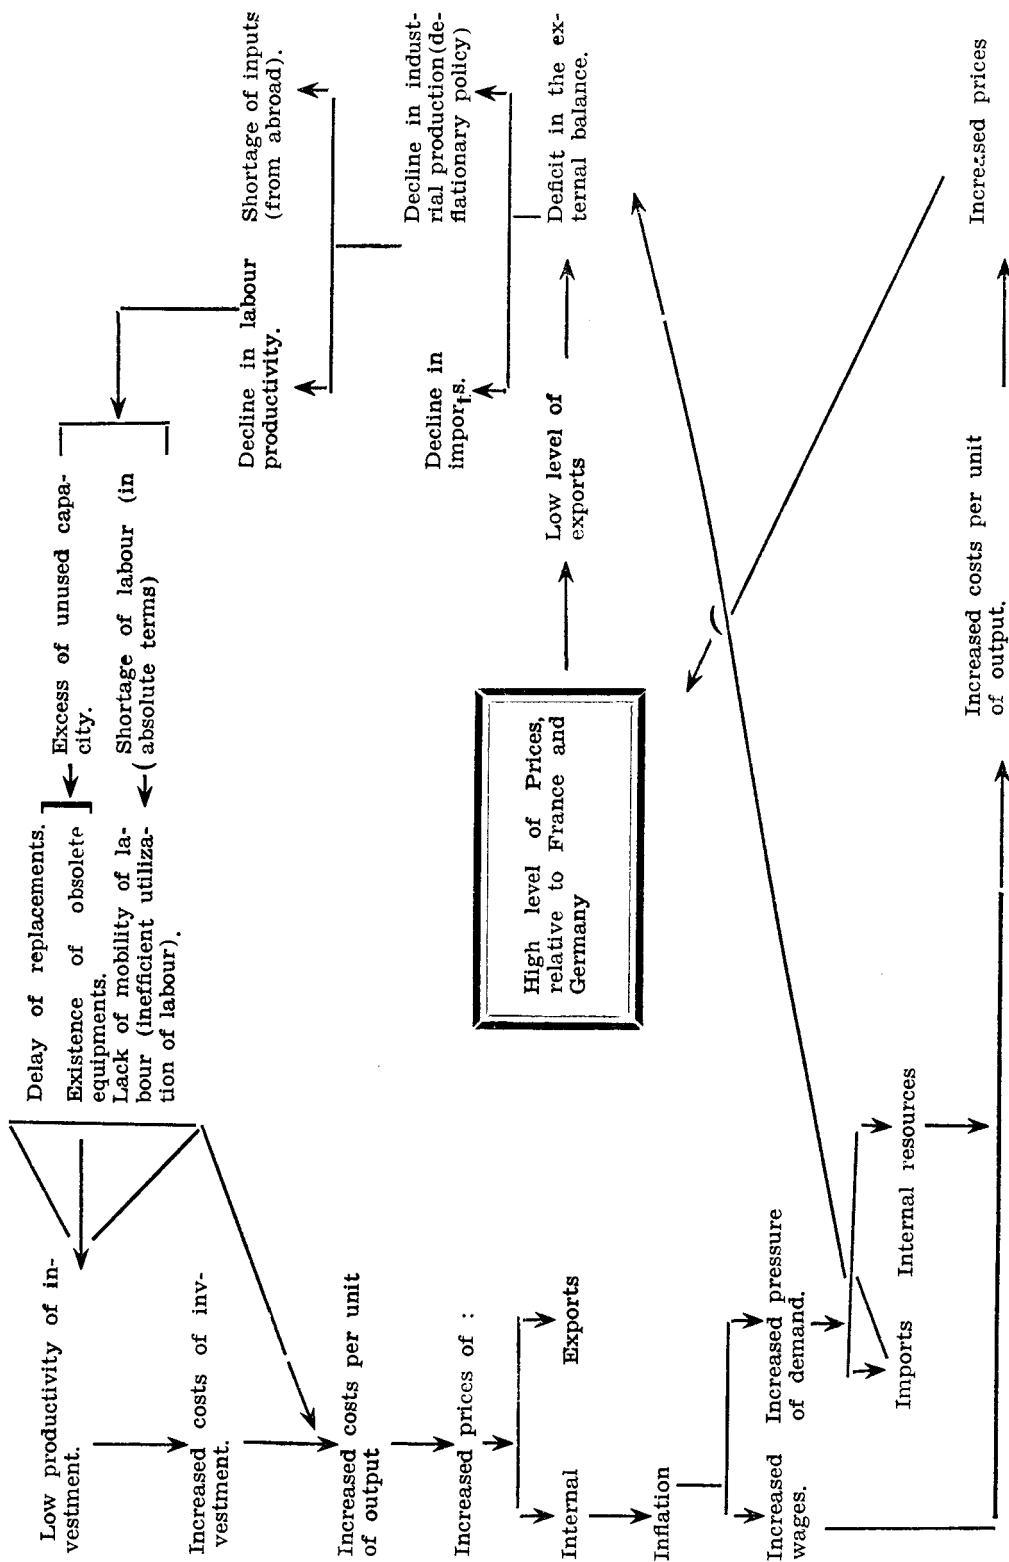 Low productivity of in-
vestment.
Increased costs of inv-
vestment.
Increased costs per unit
of output
Increased prices of :
Internal
Exports
Inflation
Increased
wages.
Increased pressure
of demand.
Imports
Internal resources
Delay of replacements.
Existence of obsolete
equipments.
Lack of mobility of la-
bour (inefficient utiliza-
tion of labour).
Excess of unused capa-
city.
Shortage of labour (in
absolute terms)
High level of Prices,
relative to France and
Germany
Increased costs per unit
of output.
Low level of
exports
Decline in labour
productivity.
Decline in
imports.
Shortage of inputs
(from abroad).
Decline in indust-
rial production(de-
flationary policy)
Deficit in the ex-
ternal balance.
Increased prices